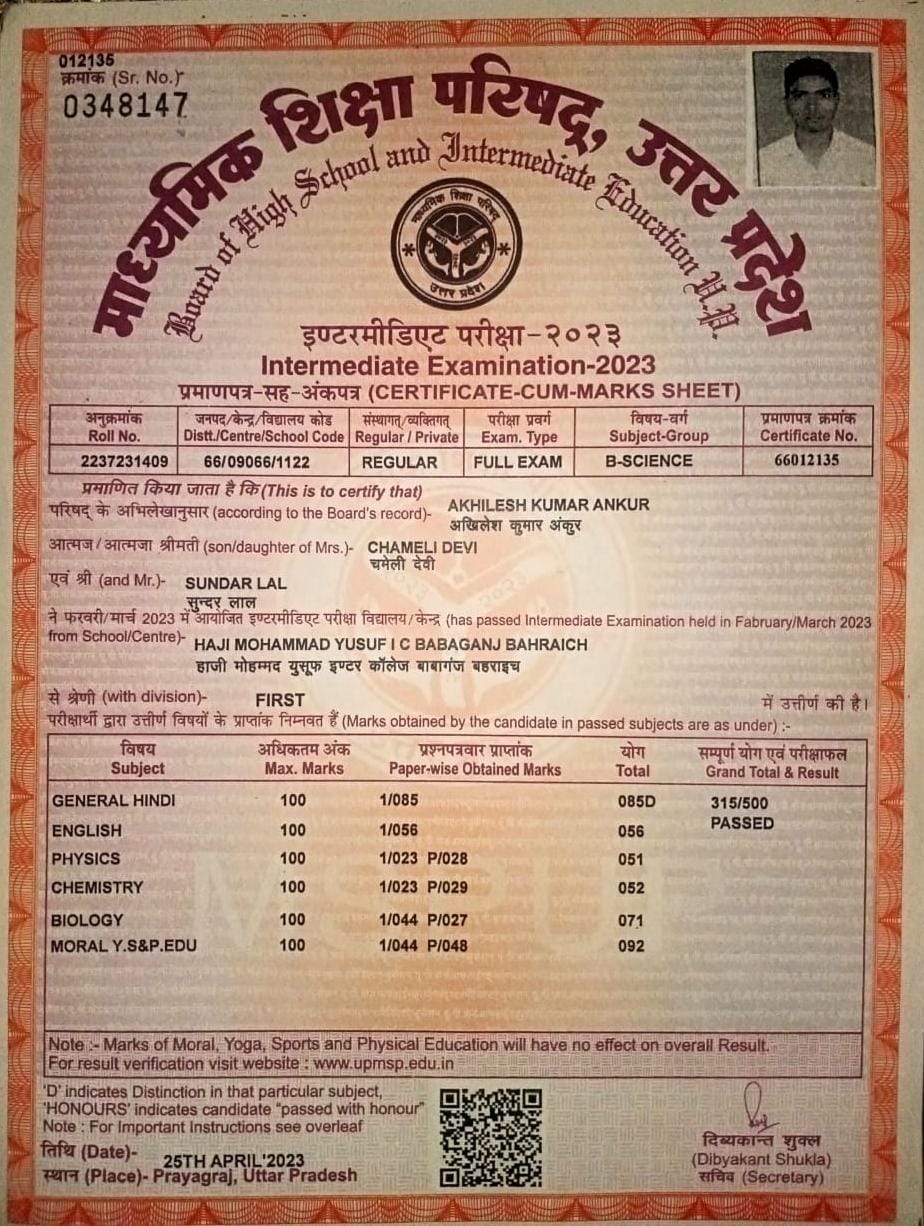 012135
क्रमांक (Sr. No.)
0348147
माध्यमिक शिक्षा परिषद्, उत्तर प्रदेश
Board of High School and Intermediate Education U.P.
माध्यमिक शिक्षा परिषद
उत्तर प्रदेश
इण्टरमीडिएट परीक्षा-२०२३
Intermediate Examination-2023
प्रमाणपत्र-सह-अंकपत्र (CERTIFICATE-CUM-MARKS SHEET)
अनुक्रमांक जनपद/केन्द्र/विद्यालय कोड संस्थागत/व्यक्तिगत परीक्षा प्रवर्ग विषय-वर्ग प्रमाणपत्र क्रमांक
Roll No. Distt./Centre/School Code Regular / Private Exam. Type Subject-Group Certificate No.
2237231409 66/09066/1122 REGULAR FULL EXAM B-SCIENCE 66012135
प्रमाणित किया जाता है कि (This is to certify that)
परिषद् के अभिलेखानुसार (according to the Board's record)- AKHILESH KUMAR ANKUR
अखिलेश कुमार अंकुर
आत्मज/आत्मजा श्रीमती (son/daughter of Mrs.)- CHAMELI DEVI
चमेली देवी
एवं श्री (and Mr.)- SUNDAR LAL
सुन्दर लाल
ने फरवरी/मार्च 2023 में आयोजित इण्टरमीडिएट परीक्षा विद्यालय/केन्द्र (has passed Intermediate Examination held in Fabruary/March 2023
from School/Centre)- HAJI MOHAMMAD YUSUF I C BABAGANJ BAHRAICH
हाजी मोहम्मद युसूफ इण्टर कॉलेज बाबागंज बहराइच
से श्रेणी (with division)- FIRST में उत्तीर्ण की है।
परीक्षार्थी द्वारा उत्तीर्ण विषयों के प्राप्तांक निम्नवत हैं (Marks obtained by the candidate in passed subjects are as under) :-
विषय अधिकतम अंक प्रश्नपत्रवार प्राप्तांक योग सम्पूर्ण योग एवं परीक्षाफल
Subject Max. Marks Paper-wise Obtained Marks Total Grand Total & Result
GENERAL HINDI 100 1/085 085D 315/500
PASSED
ENGLISH 100 1/056 056
PHYSICS 100 1/023 P/028 051
CHEMISTRY 100 1/023 P/029 052
BIOLOGY 100 1/044 P/027 071
MORAL Y.S&P.EDU 100 1/044 P/048 092
Note :- Marks of Moral, Yoga, Sports and Physical Education will have no effect on overall Result.
For result verification visit website : www.upmsp.edu.in
'D' indicates Distinction in that particular subject,
'HONOURS' indicates candidate "passed with honour"
Note : For Important Instructions see overleaf
तिथि (Date)- 25TH APRIL'2023
स्थान (Place)- Prayagraj, Uttar Pradesh
दिब्यकान्त शुक्ल
(Dibyakant Shukla)
सचिव (Secretary)